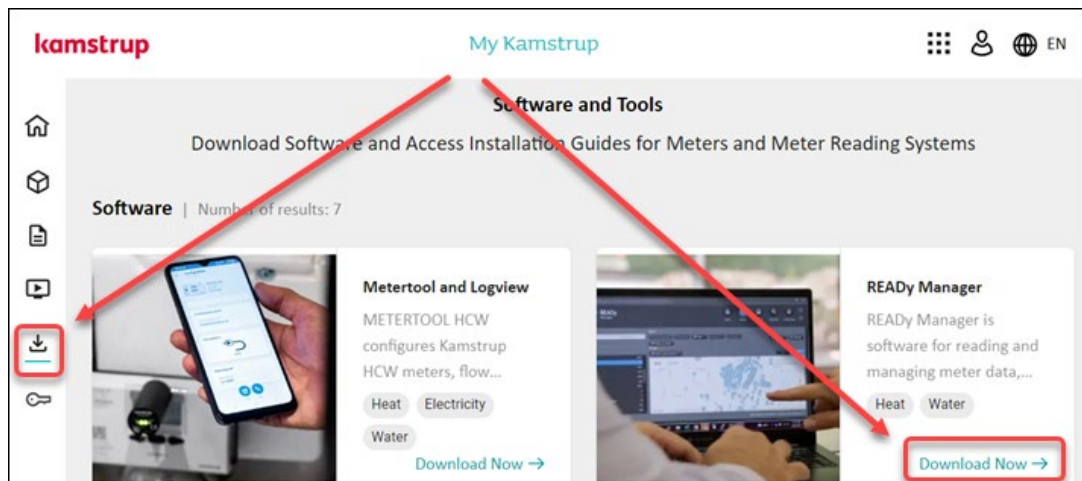 kamstrup
My Kamstrup
EN
Software and Tools
Download Software and Access Installation Guides for Meters and Meter Reading Systems
Software | Number of results: 7
Metertool and Logview
METERTOOL HCW
configures Kamstrup
HCW meters, flow...
Heat Electricity
Water
Download Now →
READy Manager
READy Manager is
software for reading and
managing meter data,...
Heat Water
Download Now →